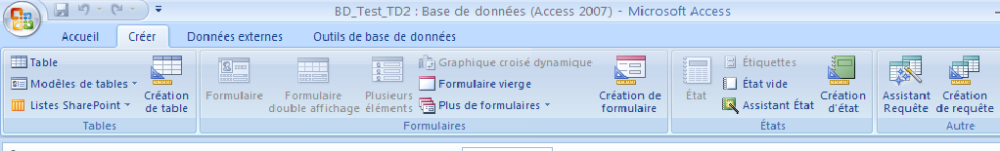 BD_Test_TD2 : Base de données (Access 2007) - Microsoft Access
Accueil Créer Données externes Outils de base de données
Table
Modèles de tables
Listes SharePoint
Création
de table
Tables
Formulaire
Formulaire
double affichage
Plusieurs
éléments
Graphique croisé dynamique
Formulaire vierge
Plus de formulaires
Création de
formulaire
Formulaires
État
Étiquettes
État vide
Assistant État
Création
d'état
États
Assistant
Requête
Création
de requête
Autre